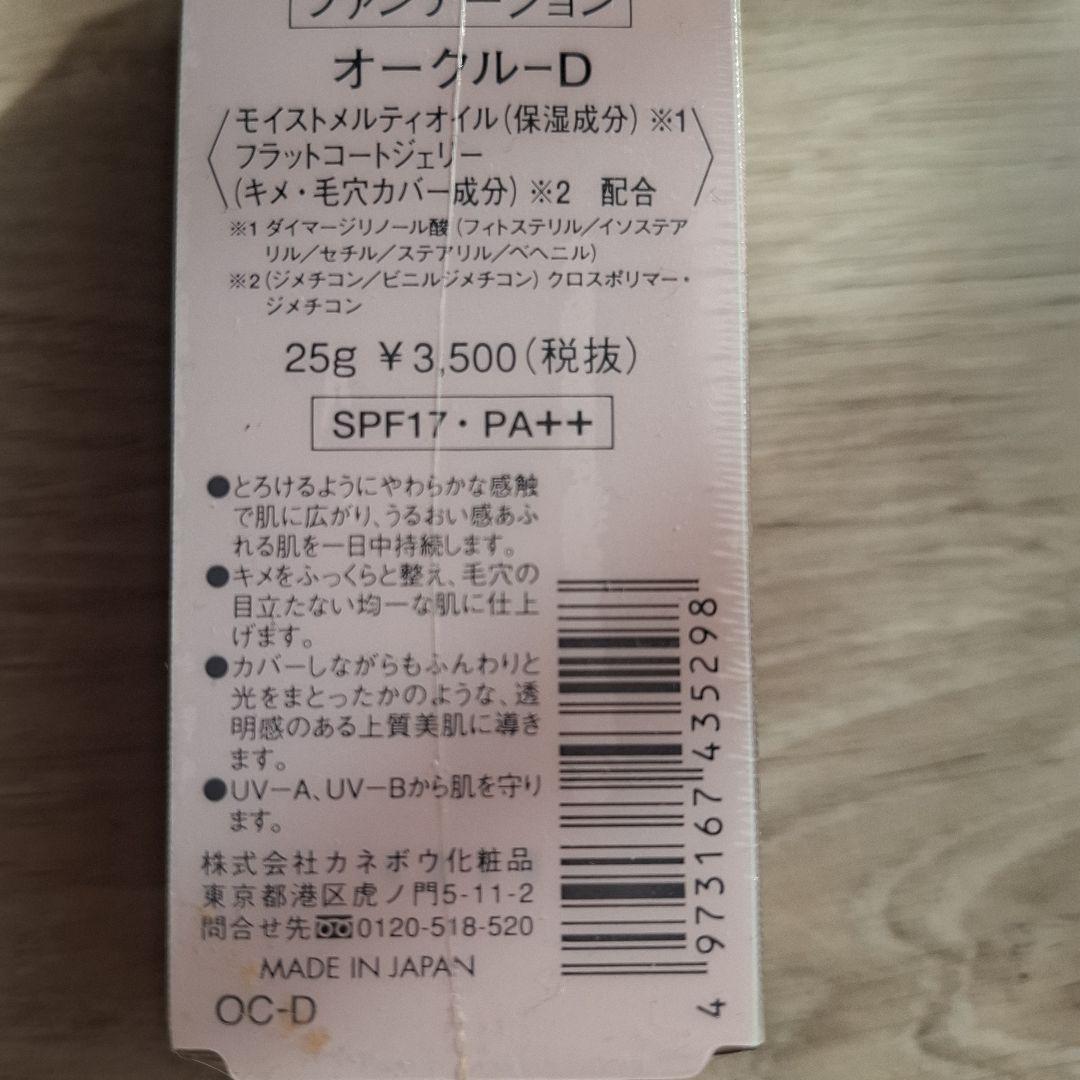 ファンデーション
オークル−D
モイストメルティオイル(保湿成分)※1
フラットコートジェリー
(キメ・毛穴カバー成分)※2 配合
※1 ダイマージリノール酸(フィトステリル/イソステア
リル/セチル/ステアリル/ベヘニル)
※2(ジメチコン/ビニルジメチコン)クロスポリマー・
ジメチコン
25g ¥3,500(税抜)
SPF17・PA++
●とろけるようにやわらかな感触
で肌に広がり、うるおい感あふ
れる肌を一日中持続します。
●キメをふっくらと整え、毛穴の
目立たない均一な肌に仕上
げます。
●カバーしながらもふんわりと
光をまとったかのような、透
明感のある上質美肌に導き
ます。
●UV−A、UV−Bから肌を守り
ます。
株式会社カネボウ化粧品
東京都港区虎ノ門5-11-2
問合せ先 0120-518-520
MADE IN JAPAN
OC-D
4 973167 435298